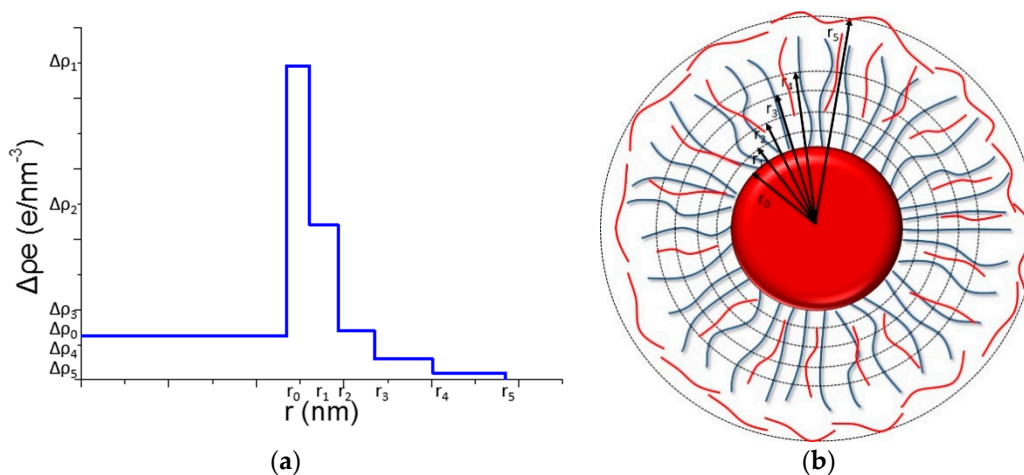 Δρe (e/nm⁻³)
Δρ₁
Δρ₂
Δρ₃
Δρ₀
Δρ₄
Δρ₅
r₀ r₁ r₂ r₃ r₄ r₅
r (nm)
(a)
r₅
r₄
r₃
r₂
r₁
r₀
(b)